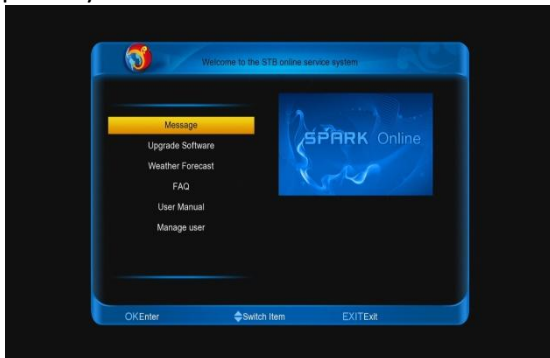 Welcome to the STB online service system
Message
Upgrade Software
Weather Forecast
FAQ
User Manual
Manage user
SPARK Online
OKEnter Switch Item EXITExit